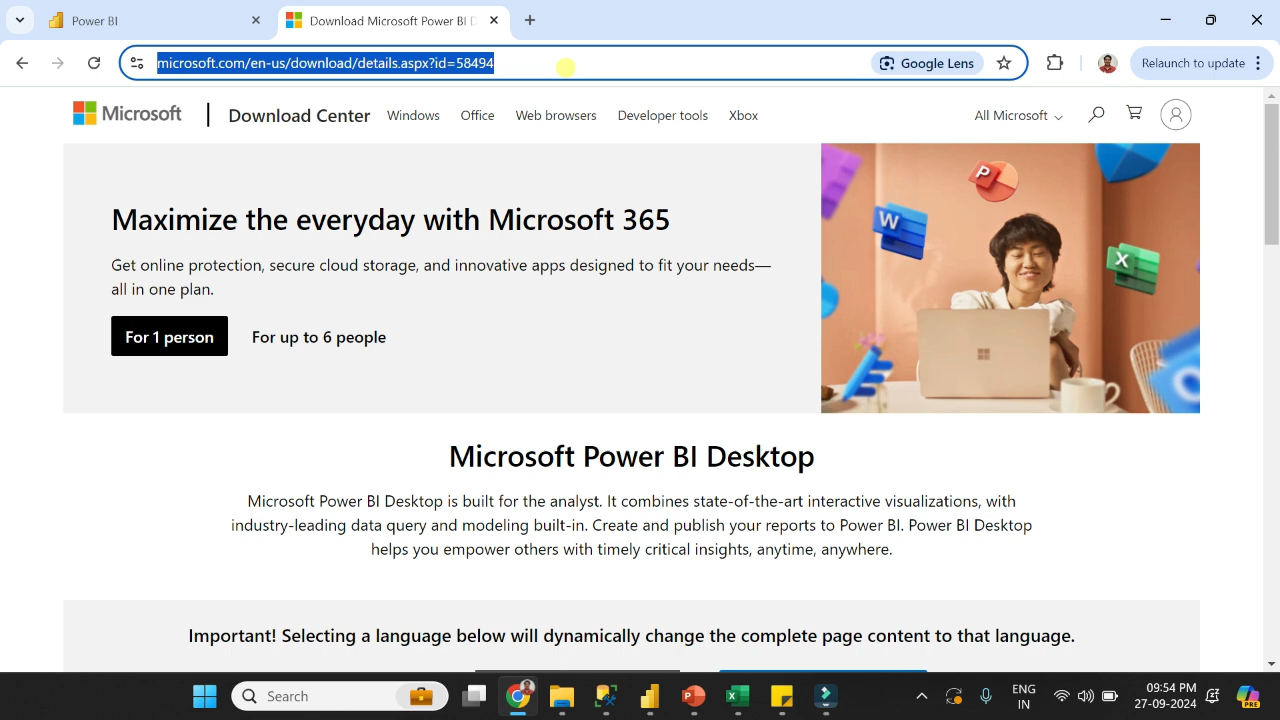 Power BI
Download Microsoft Power BI D
microsoft.com/en-us/download/details.aspx?id=58494
Google Lens
Relaunch to update
Microsoft
Download Center
Windows
Office
Web browsers
Developer tools
Xbox
All Microsoft
Maximize the everyday with Microsoft 365
Get online protection, secure cloud storage, and innovative apps designed to fit your needs—
all in one plan.
For 1 person
For up to 6 people
P
W
X
Microsoft Power BI Desktop
Microsoft Power BI Desktop is built for the analyst. It combines state-of-the-art interactive visualizations, with
industry-leading data query and modeling built-in. Create and publish your reports to Power BI. Power BI Desktop
helps you empower others with timely critical insights, anytime, anywhere.
Important! Selecting a language below will dynamically change the complete page content to that language.
Search
ENG
IN
09:54 PM
27-09-2024
PRE